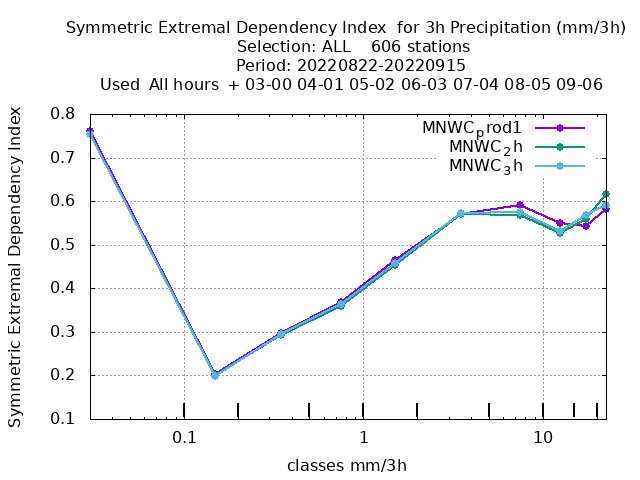 Symmetric Extremal Dependency Index  for 3h Precipitation (mm/3h)
Selection: ALL    606 stations
Period: 20220822-20220915
Used  All hours  + 03-00 04-01 05-02 06-03 07-04 08-05 09-06
Symmetric Extremal Dependency Index
0.8
0.7
0.6
0.5
0.4
0.3
0.2
0.1
MNWCprod1
MNWC2h
MNWC3h
0.1 1 10
classes mm/3h